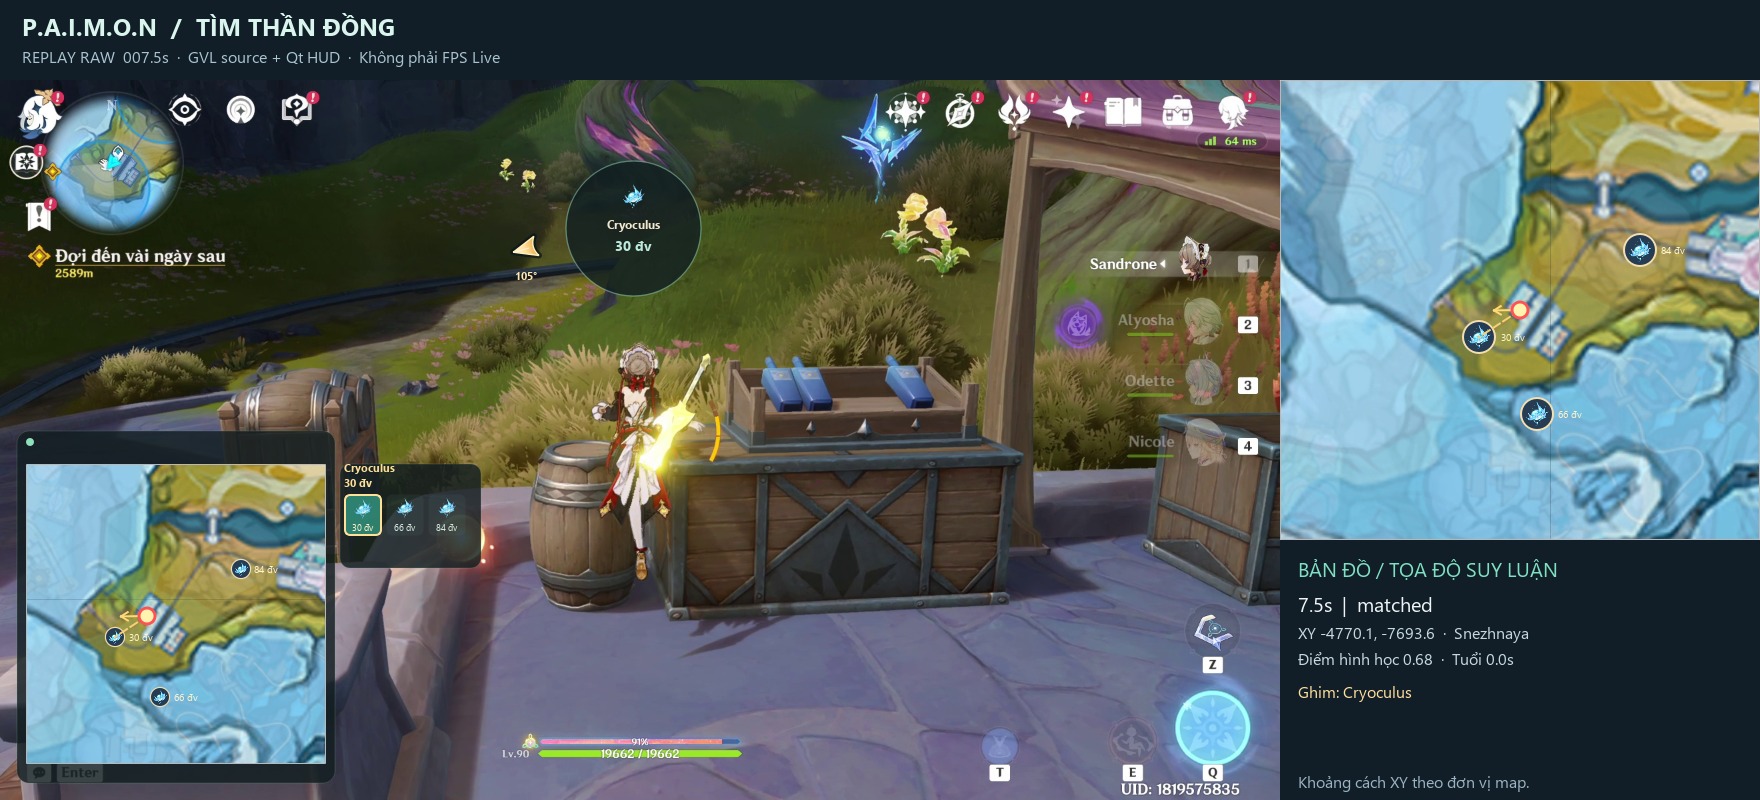 P.A.I.M.O.N / TÌM THẦN ĐỒNG
REPLAY RAW 007.5s · GVL source + Qt HUD · Không phải FPS Live
N
64 ms
Đợi đến vài ngày sau
2589m
Cryoculus
30 đv
105°
Sandrone
1
Alyosha
2
Odette
3
Nicole
4
Cryoculus
30 đv
30 đv
66 đv
84 đv
84 đv
30 đv
66 đv
Enter
91%
Lv.90
19662 / 19662
Z
T
E
Q
UID: 1819575835
84 đv
30 đv
66 đv
BẢN ĐỒ / TỌA ĐỘ SUY LUẬN
7.5s | matched
XY -4770.1, -7693.6 · Snezhnaya
Điểm hình học 0.68 · Tuổi 0.0s
Ghim: Cryoculus
Khoảng cách XY theo đơn vị map.